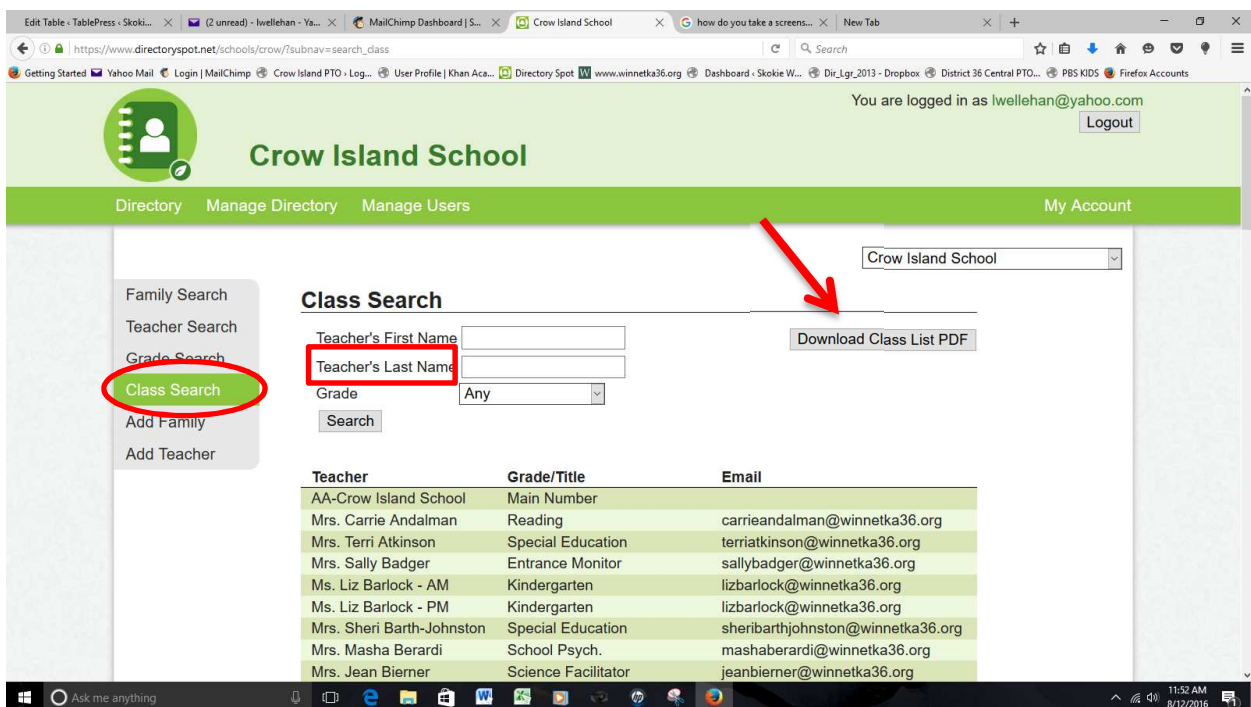 Edit Table ‹ TablePress ‹ Skoki... (2 unread) - lwellehan - Ya... MailChimp Dashboard | S... Crow Island School how do you take a screens... New Tab
https://www.directoryspot.net/schools/crow/?subnav=search_class Search
Getting Started Yahoo Mail Login | MailChimp Crow Island PTO › Log... User Profile | Khan Aca... Directory Spot www.winnetka36.org Dashboard ‹ Skokie W... Dir_Lgr_2013 - Dropbox District 36 Central PTO... PBS KIDS Firefox Accounts
You are logged in as lwellehan@yahoo.com
Logout
Crow Island School
Directory Manage Directory Manage Users My Account
Crow Island School
Family Search
Teacher Search
Grade Search
Class Search
Add Family
Add Teacher
Class Search
Teacher's First Name
Download Class List PDF
Teacher's Last Name
Grade Any
Search
Teacher Grade/Title Email
AA-Crow Island School Main Number
Mrs. Carrie Andalman Reading carrieandalman@winnetka36.org
Mrs. Terri Atkinson Special Education terriatkinson@winnetka36.org
Mrs. Sally Badger Entrance Monitor sallybadger@winnetka36.org
Ms. Liz Barlock - AM Kindergarten lizbarlock@winnetka36.org
Ms. Liz Barlock - PM Kindergarten lizbarlock@winnetka36.org
Mrs. Sheri Barth-Johnston Special Education sheribarthjohnston@winnetka36.org
Mrs. Masha Berardi School Psych. mashaberardi@winnetka36.org
Mrs. Jean Bierner Science Facilitator jeanbierner@winnetka36.org
Ask me anything
11:52 AM
8/12/2016